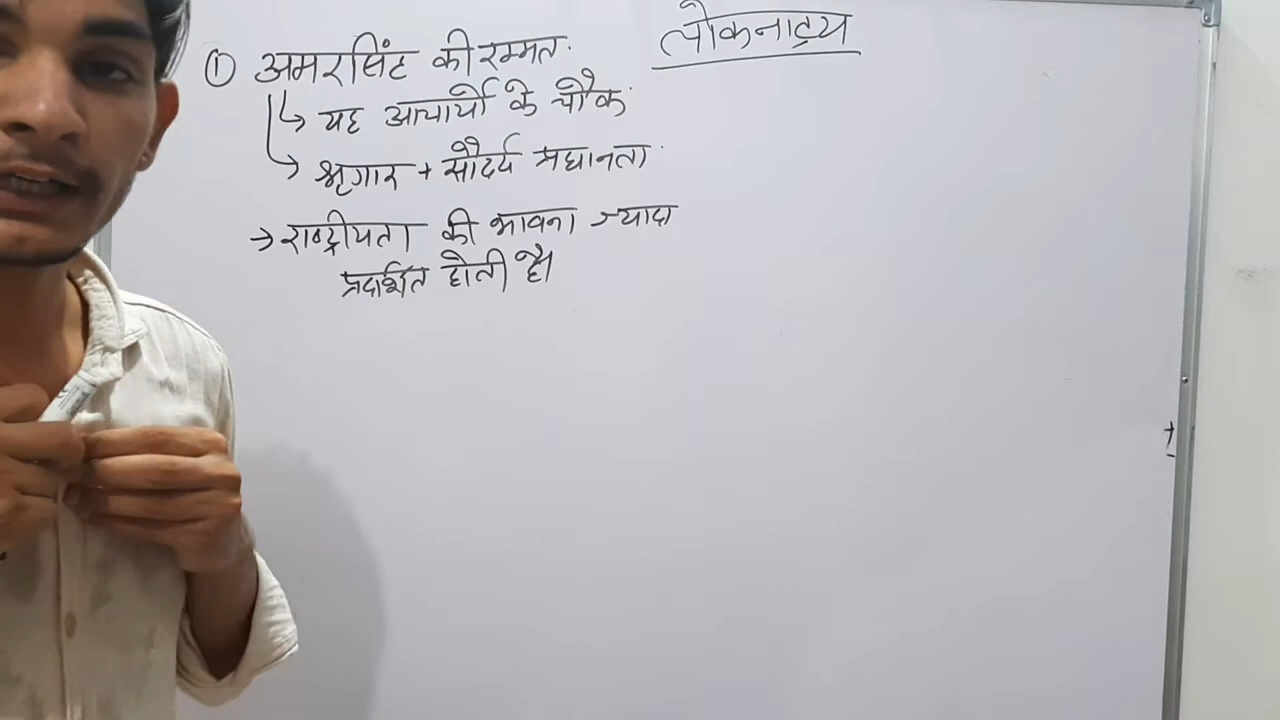 लोकनाट्य
① अमरसिंह की रम्मत.
↳ यह आचार्यो के चौक.
→ श्रृगार + सौदर्य प्रधानता.
→ राष्ट्रीयता की भावना ज्यादा
प्रदर्शित होती है।